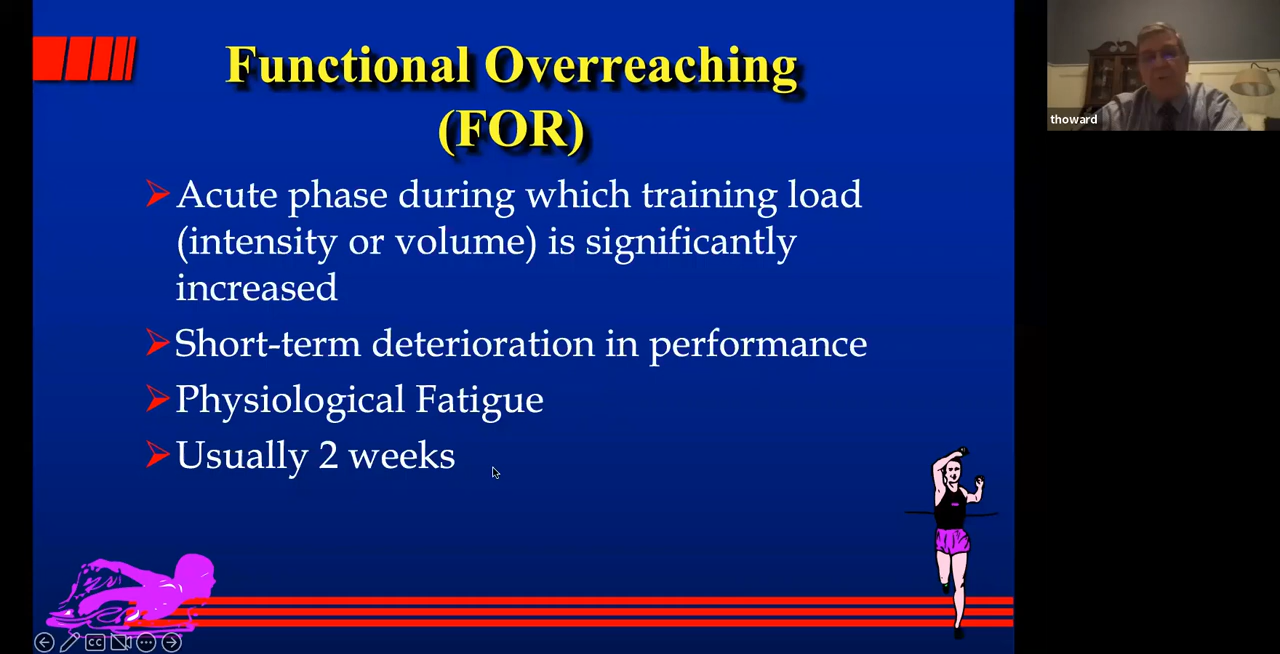 Functional Overreaching
(FOR)
Acute phase during which training load
(intensity or volume) is significantly
increased
Short-term deterioration in performance
Physiological Fatigue
Usually 2 weeks
thoward
CC